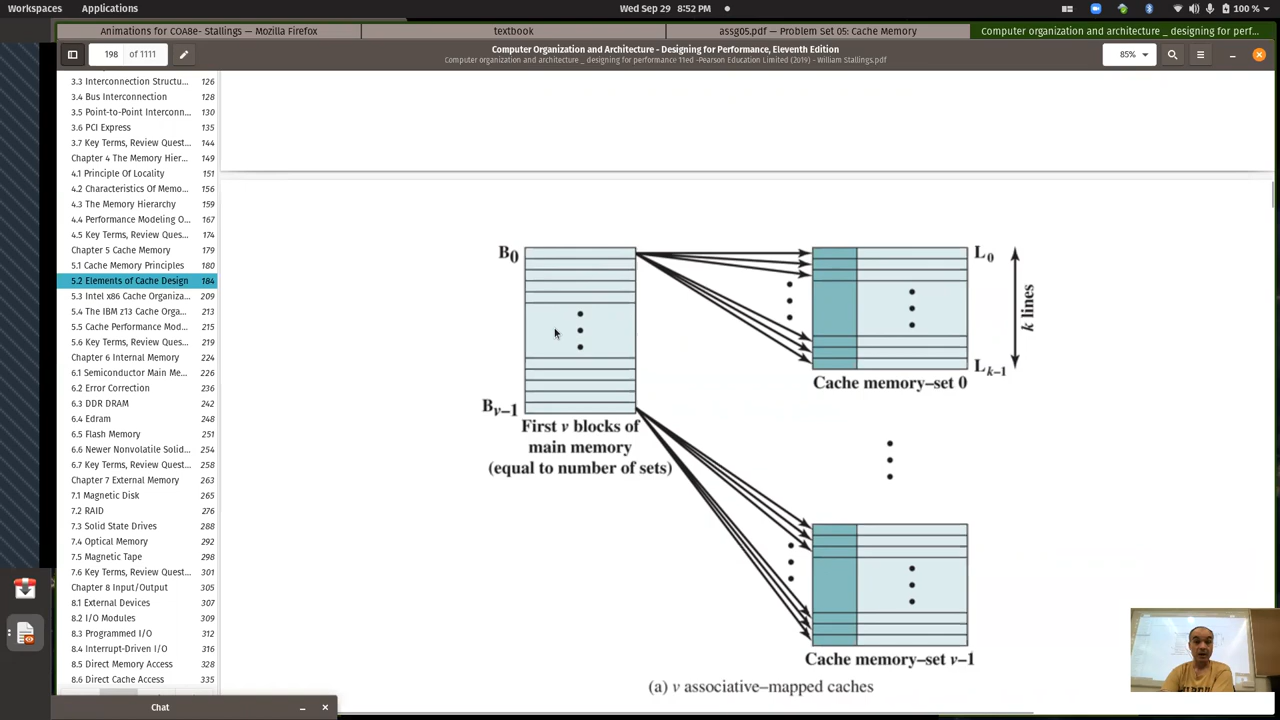 Workspaces Applications Wed Sep 29 8:52 PM 100 %
Animations for COA8e- Stallings — Mozilla Firefox textbook assg05.pdf — Problem Set 05: Cache Memory Computer organization and architecture _ designing for perf...
198 of 1111 Computer Organization and Architecture - Designing for Performance, Eleventh Edition 85%
Computer organization and architecture _ designing for performance 11ed -Pearson Education Limited (2019) - William Stallings.pdf
3.3 Interconnection Structu... 126
3.4 Bus Interconnection 128
3.5 Point-to-Point Interconn... 130
3.6 PCI Express 135
3.7 Key Terms, Review Quest... 144
Chapter 4 The Memory Hier... 149
4.1 Principle Of Locality 151
4.2 Characteristics Of Memo... 156
4.3 The Memory Hierarchy 159
4.4 Performance Modeling O... 167
4.5 Key Terms, Review Ques... 174
Chapter 5 Cache Memory 179
5.1 Cache Memory Principles 180
5.2 Elements of Cache Design 184
5.3 Intel x86 Cache Organiza... 209
5.4 The IBM z13 Cache Orga... 213
5.5 Cache Performance Mod... 215
5.6 Key Terms, Review Ques... 219
Chapter 6 Internal Memory 224
6.1 Semiconductor Main Me... 226
6.2 Error Correction 236
6.3 DDR DRAM 242
6.4 Edram 248
6.5 Flash Memory 251
6.6 Newer Nonvolatile Solid... 254
6.7 Key Terms, Review Quest... 258
Chapter 7 External Memory 263
7.1 Magnetic Disk 265
7.2 RAID 276
7.3 Solid State Drives 288
7.4 Optical Memory 292
7.5 Magnetic Tape 298
7.6 Key Terms, Review Quest... 301
Chapter 8 Input/Output 305
8.1 External Devices 307
8.2 I/O Modules 309
8.3 Programmed I/O 312
8.4 Interrupt-Driven I/O 316
8.5 Direct Memory Access 328
8.6 Direct Cache Access 335
Chat
B0
Bv–1
First v blocks of
main memory
(equal to number of sets)
L0
k lines
Lk–1
Cache memory–set 0
Cache memory–set v–1
(a) v associative–mapped caches